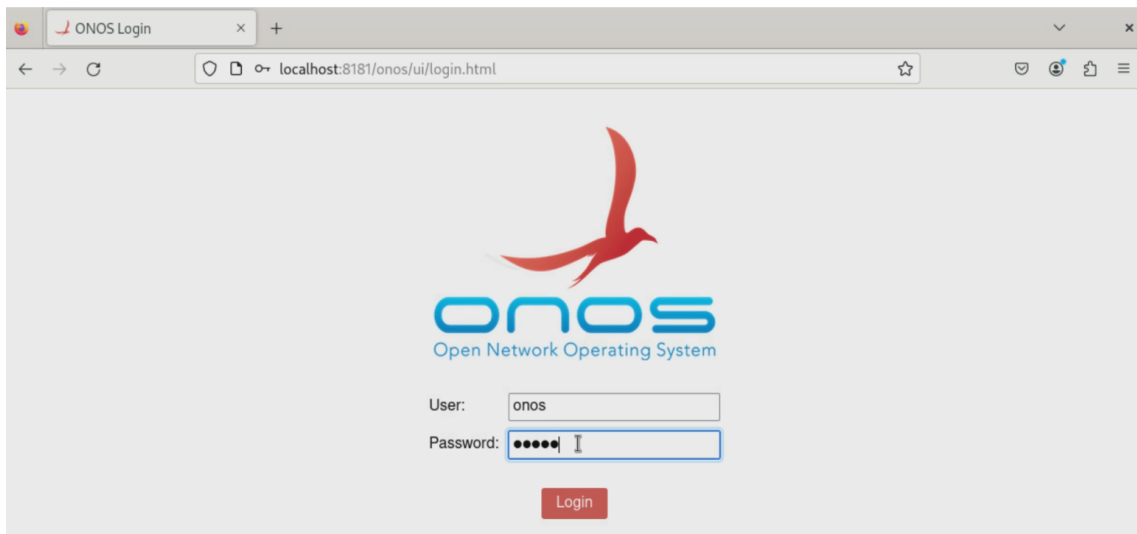 ONOS Login
localhost:8181/onos/ui/login.html
onos
Open Network Operating System
User: onos
Password: •••••
Login